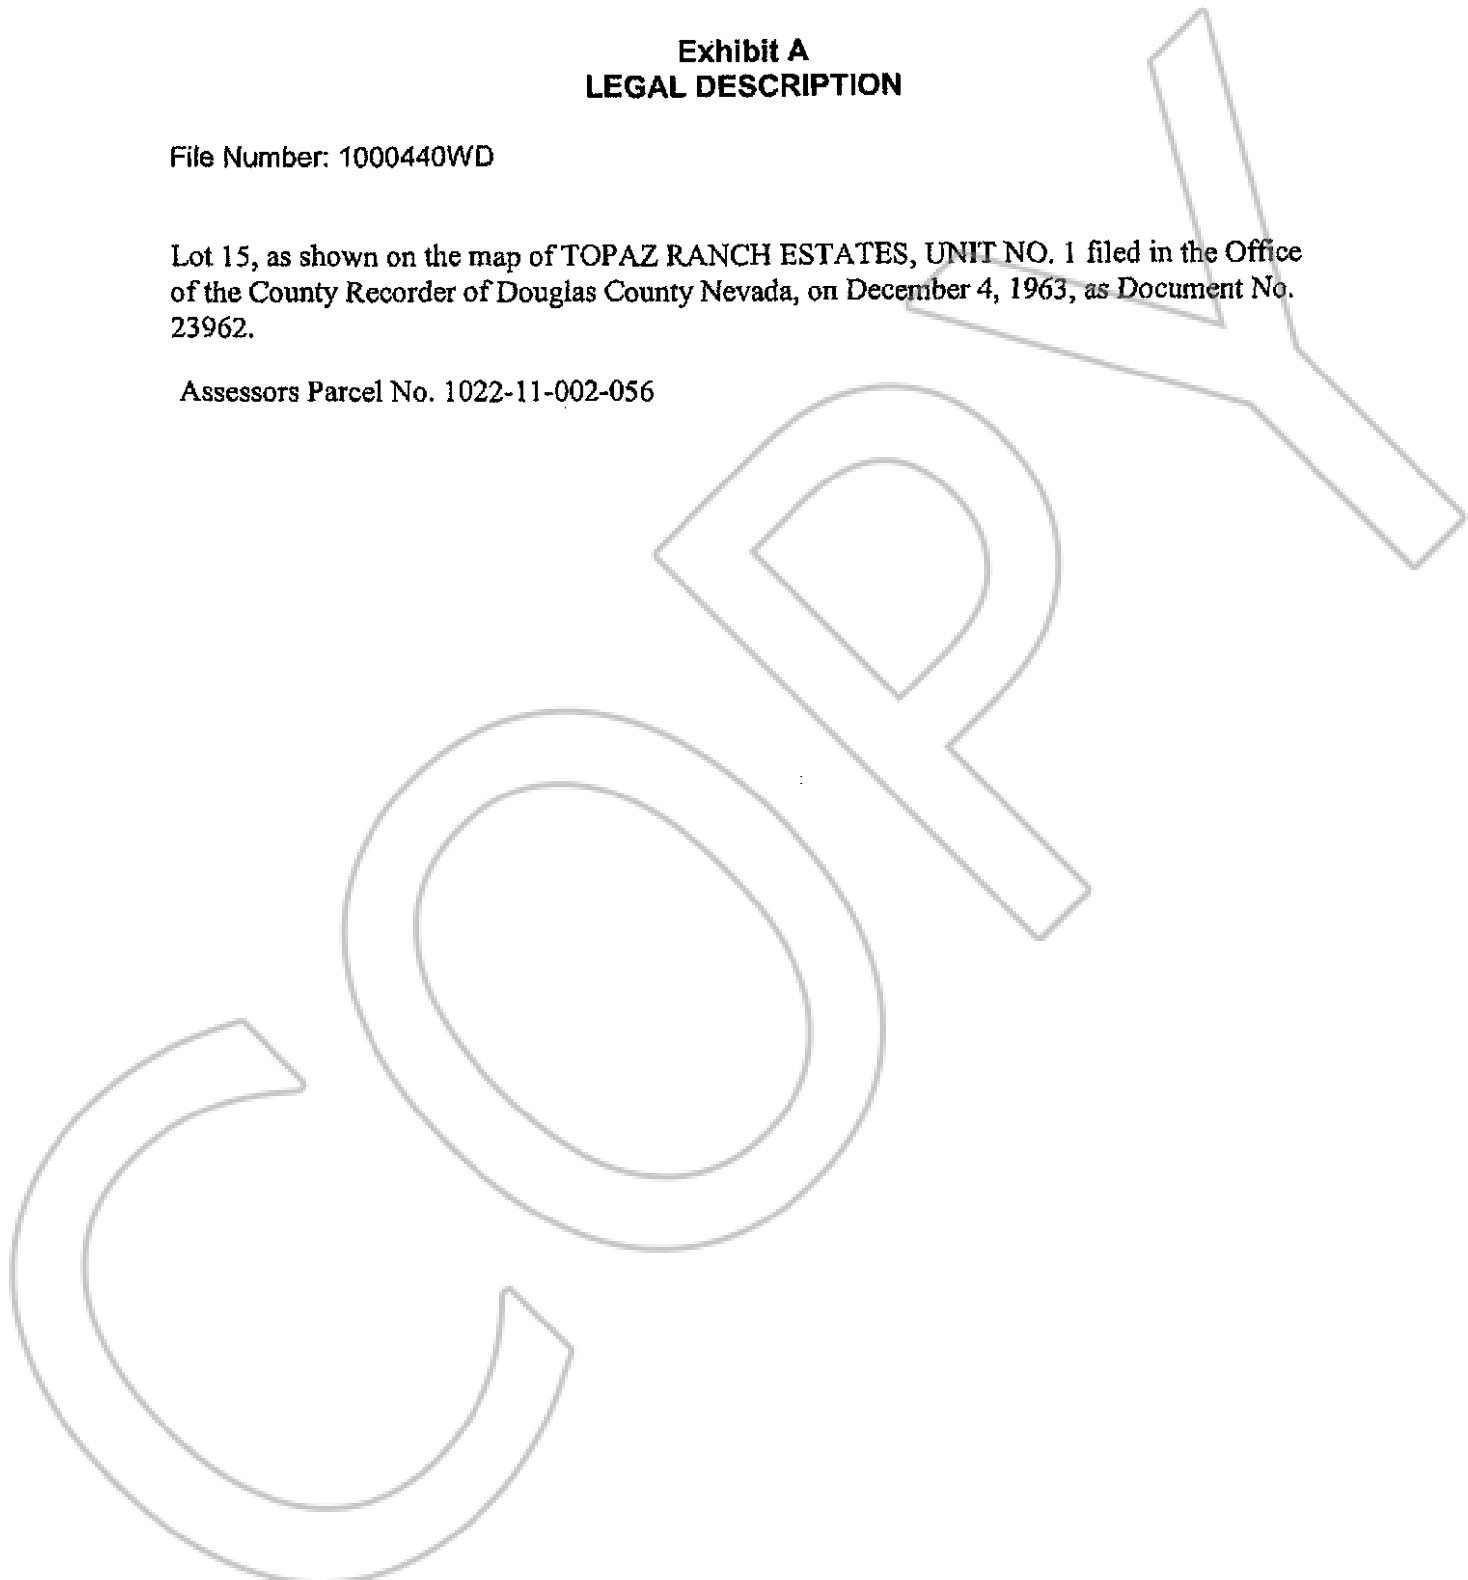 Exhibit A
LEGAL DESCRIPTION
File Number: 1000440WD
Lot 15, as shown on the map of TOPAZ RANCH ESTATES, UNIT NO. 1 filed in the Office
of the County Recorder of Douglas County Nevada, on December 4, 1963, as Document No.
23962.
Assessors Parcel No. 1022-11-002-056
COPY